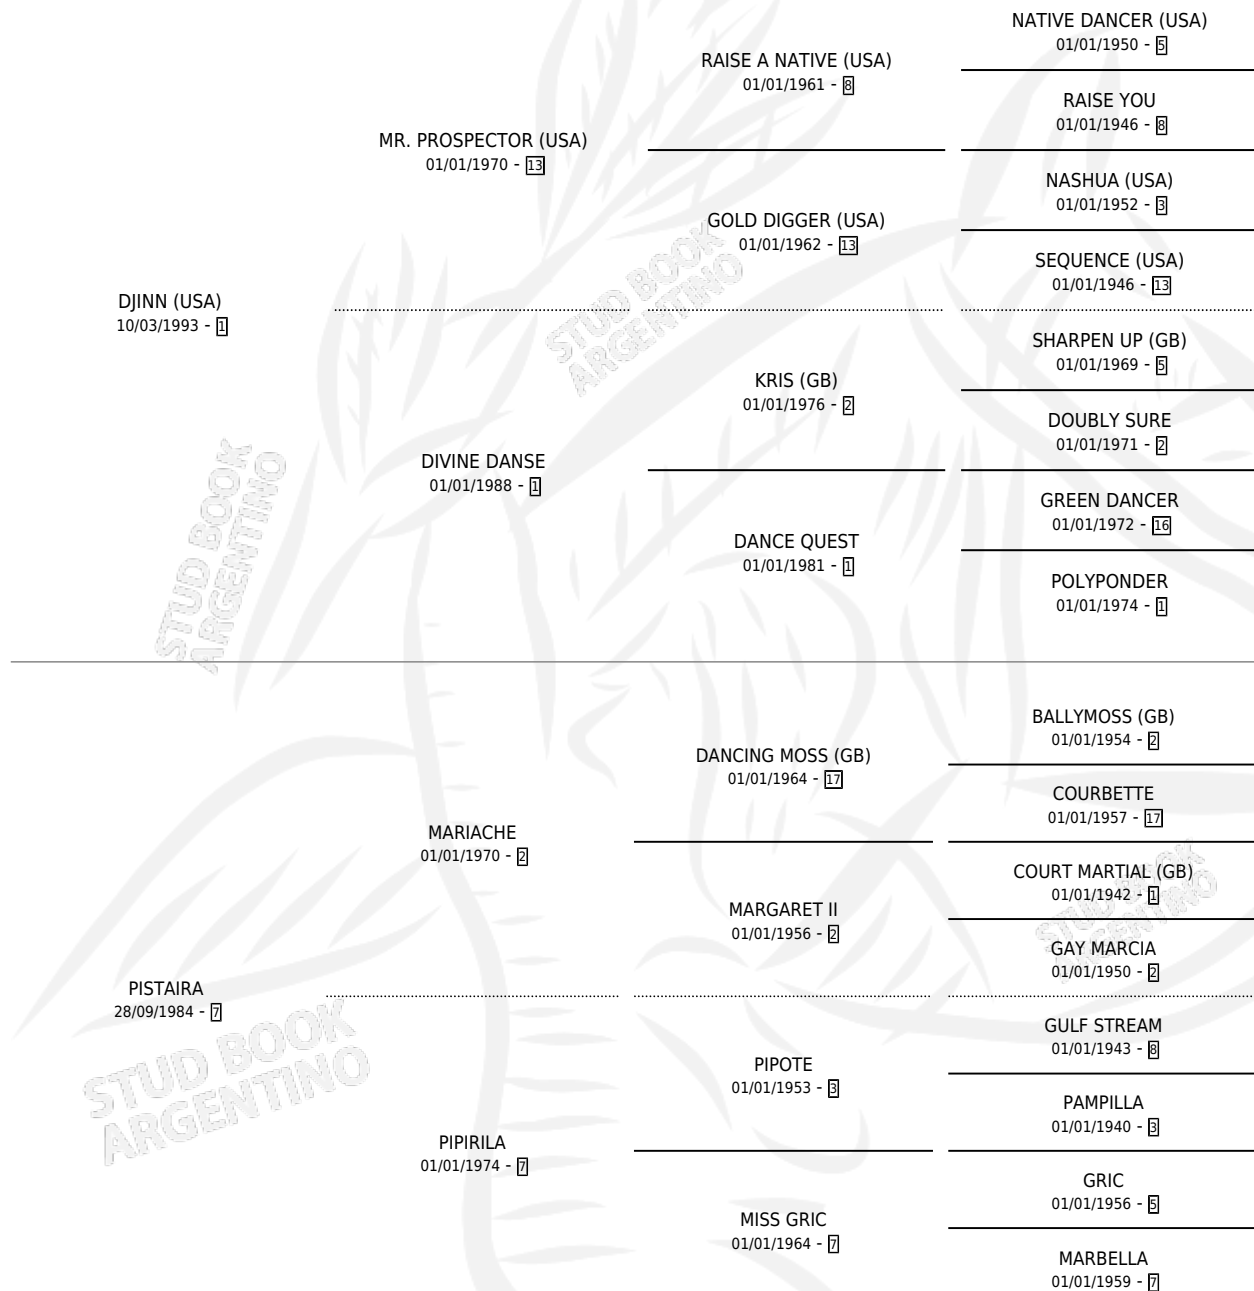 NATIVE DANCER (USA)
01/01/1950 - 5
RAISE A NATIVE (USA)
01/01/1961 - 8
RAISE YOU
01/01/1946 - 8
MR. PROSPECTOR (USA)
01/01/1970 - 13
NASHUA (USA)
01/01/1952 - 3
GOLD DIGGER (USA)
01/01/1962 - 13
SEQUENCE (USA)
01/01/1946 - 13
DJINN (USA)
10/03/1993 - 1
STUD BOOK
ARGENTINO
SHARPEN UP (GB)
01/01/1969 - 5
KRIS (GB)
01/01/1976 - 2
DOUBLY SURE
01/01/1971 - 2
DIVINE DANSE
01/01/1988 - 1
GREEN DANCER
01/01/1972 - 16
DANCE QUEST
01/01/1981 - 1
POLYPONDER
01/01/1974 - 1
STUD BOOK
ARGENTINO
BALLYMOSS (GB)
01/01/1954 - 2
DANCING MOSS (GB)
01/01/1964 - 17
COURBETTE
01/01/1957 - 17
MARIACHE
01/01/1970 - 2
COURT MARTIAL (GB)
01/01/1942 - 1
MARGARET II
01/01/1956 - 2
GAY MARCIA
01/01/1950 - 2
STUD BOOK
ARGENTINO
PISTAIRA
28/09/1984 - 7
STUD BOOK
ARGENTINO
GULF STREAM
01/01/1943 - 8
PIPOTE
01/01/1953 - 3
PAMPILLA
01/01/1940 - 3
PIPIRILA
01/01/1974 - 7
GRIC
01/01/1956 - 5
MISS GRIC
01/01/1964 - 7
MARBELLA
01/01/1959 - 7